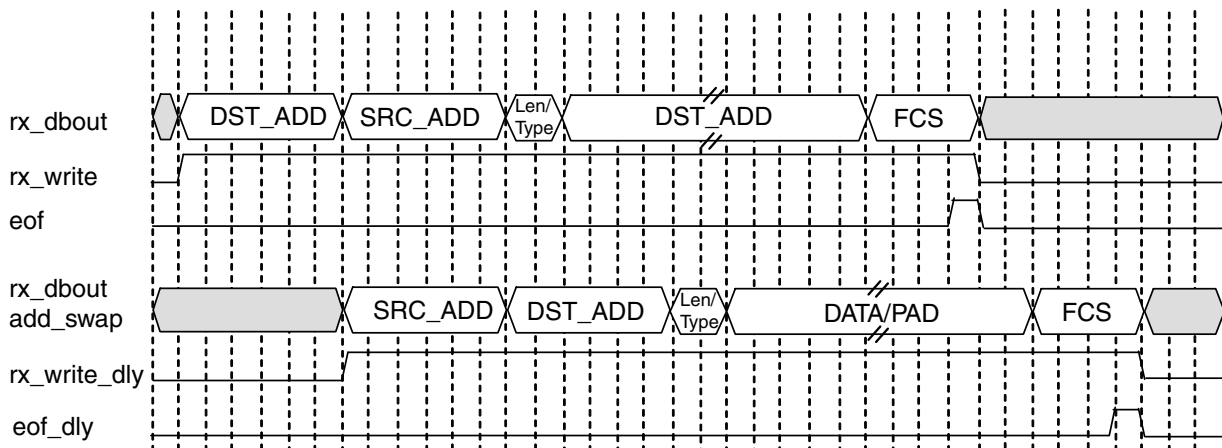 rx_dbout
DST_ADD
SRC_ADD
Len/
Type
DST_ADD
FCS
rx_write
eof
rx_dbout
add_swap
SRC_ADD
DST_ADD
Len/
Type
DATA/PAD
FCS
rx_write_dly
eof_dly